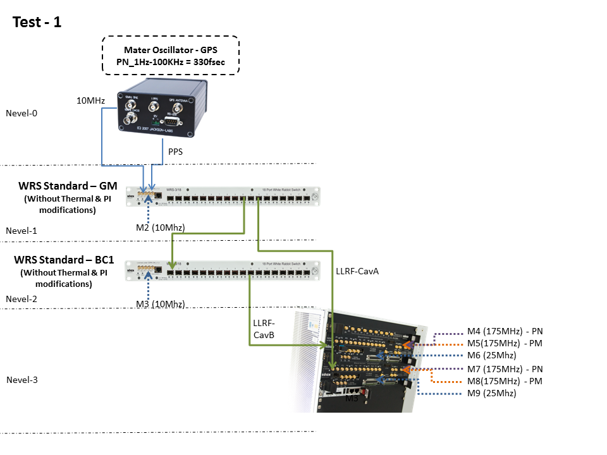 Test - 1
Mater Oscillator - GPS
PN_1Hz-100KHz = 330fsec
10MHz
Nevel-0
PPS
WRS Standard – GM
(Without Thermal & PI
modifications)
M2 (10Mhz)
Nevel-1
WRS Standard – BC1
(Without Thermal & PI
modifications)
LLRF-CavA
Nevel-2
M3 (10Mhz)
LLRF-
CavB
M4 (175MHz) - PN
M5(175MHz) - PM
M6 (25Mhz)
M7 (175MHz) - PN
M8(175MHz) - PM
M9 (25Mhz)
Nevel-3